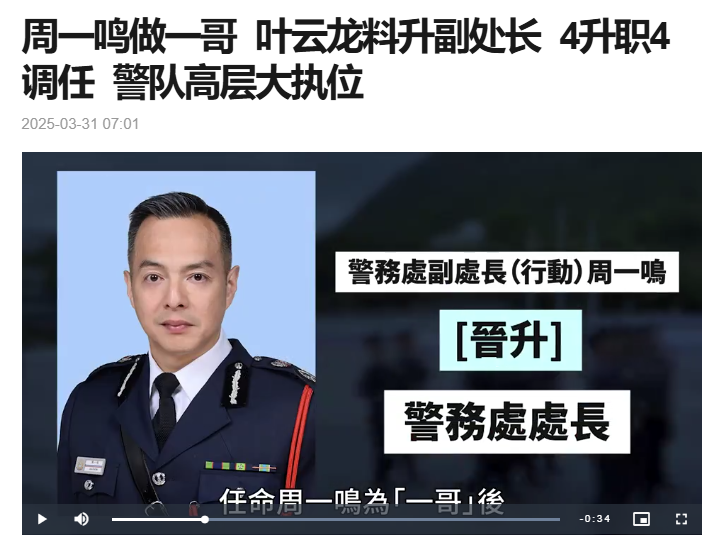 周一鸣做一哥 叶云龙料升副处长 4升职4
调任 警队高层大执位
2025-03-31 07:01
警務處副處長(行動)周一鳴
[晉升]
警務處處長
任命周一鳴為「一哥」後
-0:34